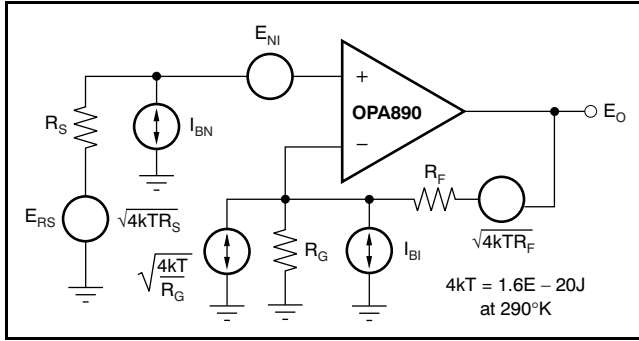 E_NI
+
OPA890
−
E_O
R_S
I_BN
R_F
E_RS
√4kTR_S
√4kTR_F
√4kT/R_G
R_G
I_BI
4kT = 1.6E – 20J
at 290°K